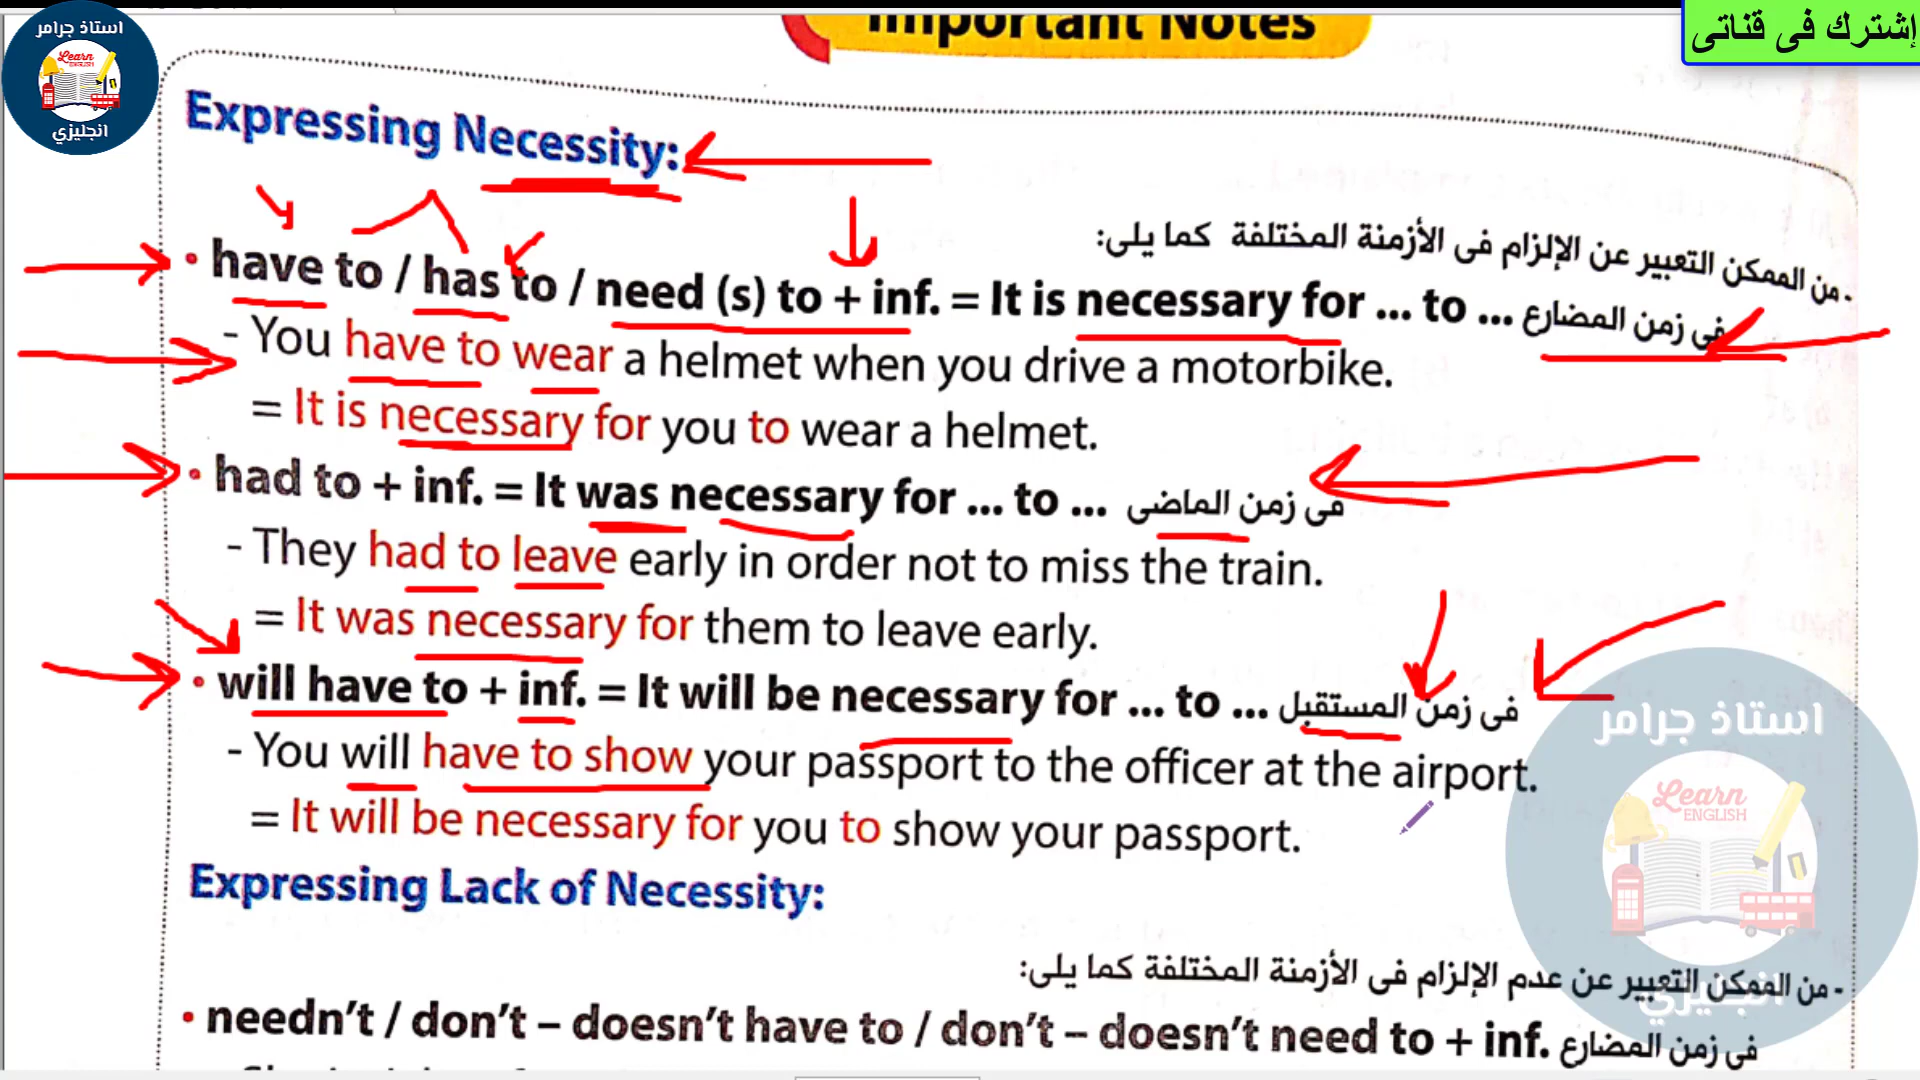 استاذ جرامر
Learn
ENGLISH
انجليزي
إشترك فى قناتى
Important Notes
Expressing Necessity:
- من الممكن التعبير عن الإلزام فى الأزمنة المختلفة كما يلى:
• have to / has to / need (s) to + inf. = It is necessary for ... to ... فى زمن المضارع
- You have to wear a helmet when you drive a motorbike.
= It is necessary for you to wear a helmet.
• had to + inf. = It was necessary for ... to ... فى زمن الماضى
- They had to leave early in order not to miss the train.
= It was necessary for them to leave early.
• will have to + inf. = It will be necessary for ... to ... فى زمن المستقبل
- You will have to show your passport to the officer at the airport.
= It will be necessary for you to show your passport.
استاذ جرامر
Learn
ENGLISH
انجليزي
Expressing Lack of Necessity:
- من الممكن التعبير عن عدم الإلزام فى الأزمنة المختلفة كما يلى:
• needn't / don't – doesn't have to / don't – doesn't need to + inf. فى زمن المضارع